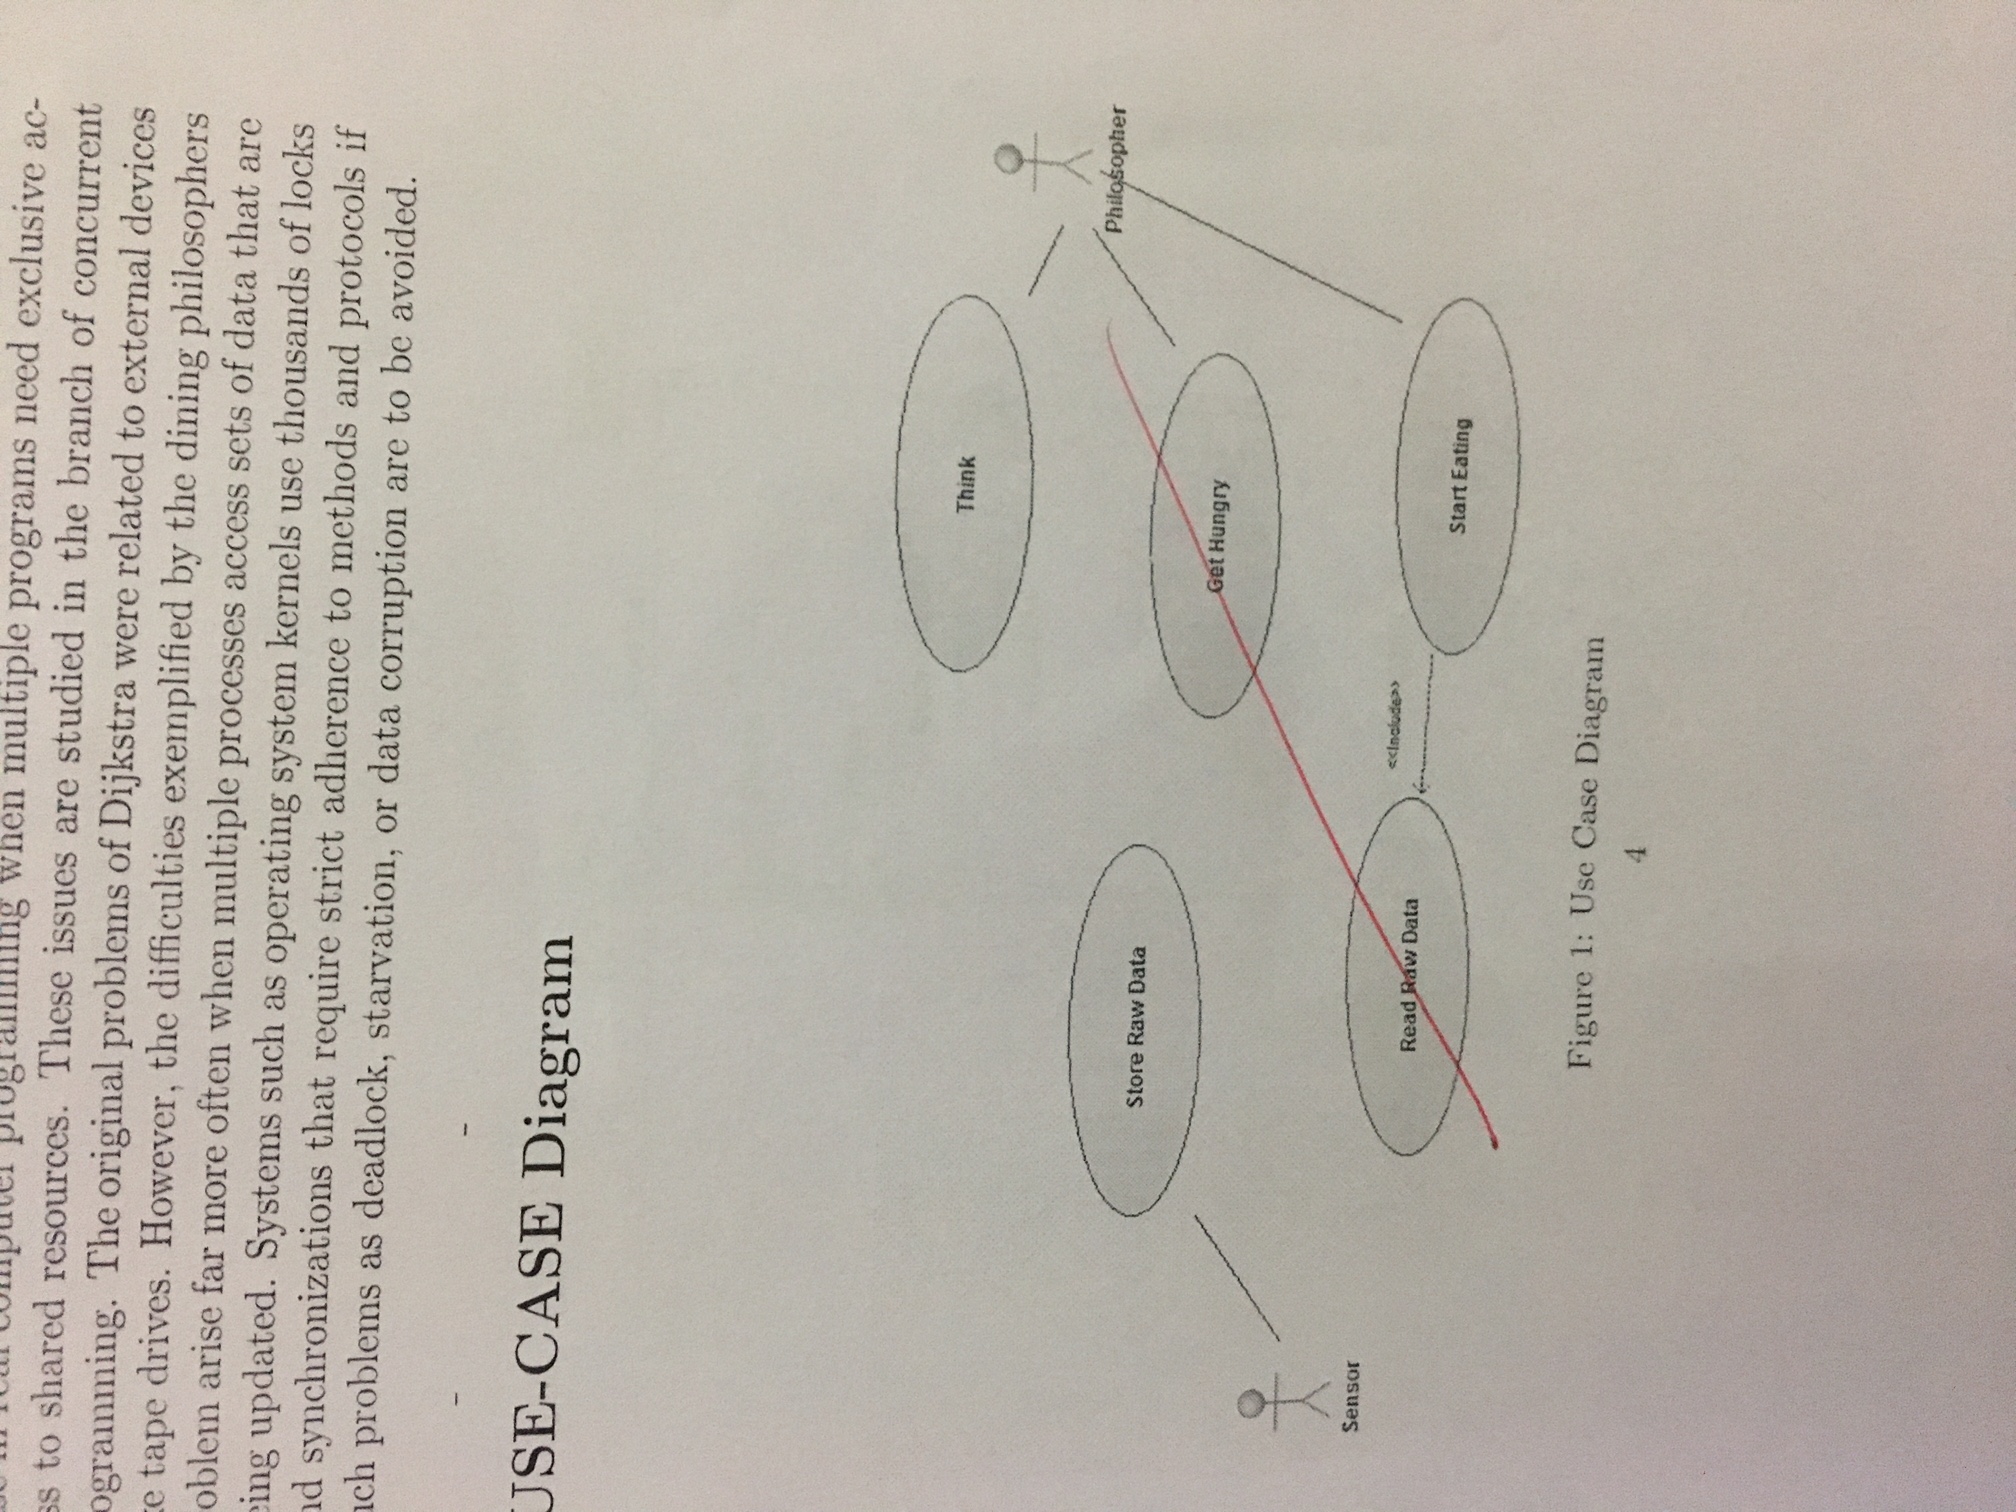 in real computer programming when multiple programs need exclusive ac-
ss to shared resources. These issues are studied in the branch of concurrent
ogramming. The original problems of Dijkstra were related to external devices
e tape drives. However, the difficulties exemplified by the dining philosophers
oblem arise far more often when multiple processes access sets of data that are
eing updated. Systems such as operating system kernels use thousands of locks
nd synchronizations that require strict adherence to methods and protocols if
uch problems as deadlock, starvation, or data corruption are to be avoided.
USE-CASE Diagram
Think
Philosopher
Store Raw Data
Get Hungry
Sensor
<<Include>>
Read Raw Data
Start Eating
Figure 1: Use Case Diagram
4